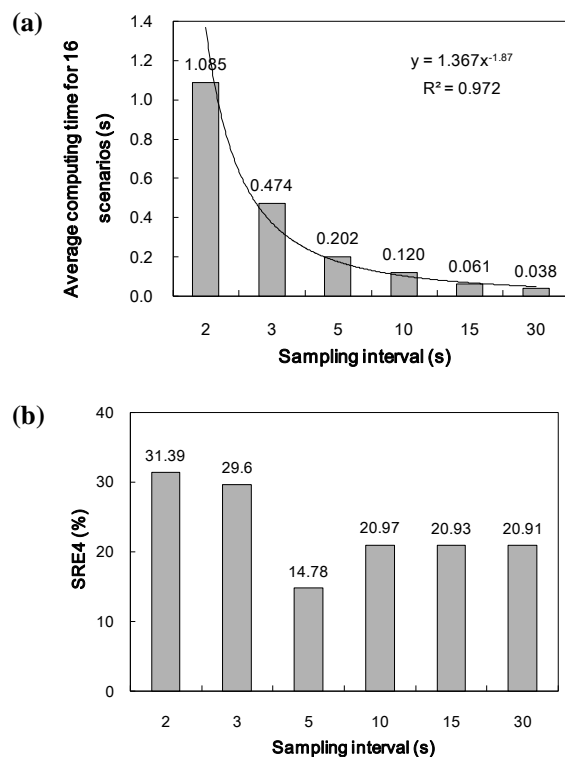 (a)
Average computing time for 16
scenarios (s)
1.4
1.2
1.0
0.8
0.6
0.4
0.2
0.0
y = 1.367x^-1.87
R² = 0.972
1.085
0.474
0.202
0.120
0.061
0.038
2 3 5 10 15 30
Sampling interval (s)
(b)
SRE4 (%)
40
30
20
10
0
31.39
29.6
14.78
20.97
20.93
20.91
2 3 5 10 15 30
Sampling interval (s)